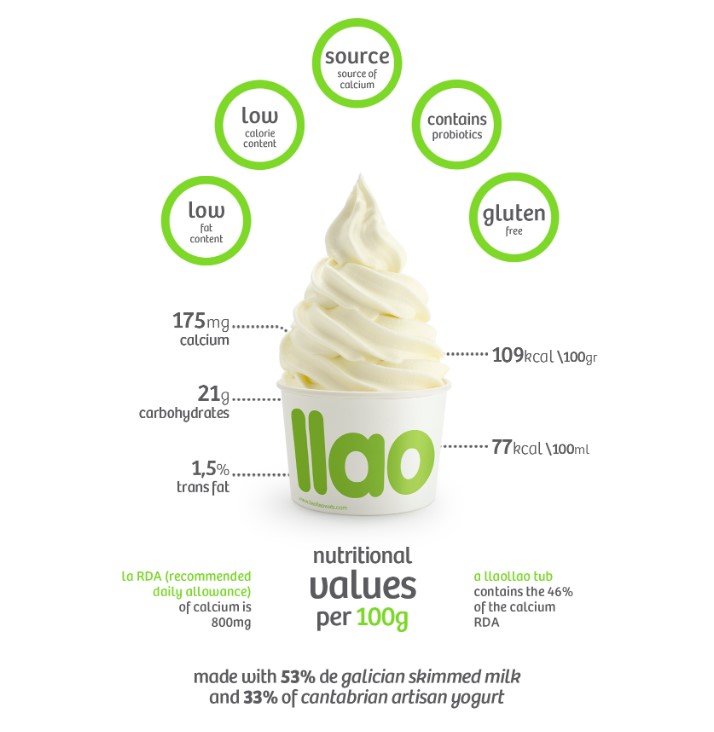 source
source of
calcium
low
calorie
content
contains
probiotics
low
fat
content
gluten
free
175mg
calcium
109kcal \100gr
21g
carbohydrates
llao
77kcal \100ml
1,5%
trans fat
nutritional
values
per 100g
la RDA (recommended
daily allowance)
of calcium is
800mg
a llaollao tub
contains the 46%
of the calcium
RDA
made with 53% de galician skimmed milk
and 33% of cantabrian artisan yogurt